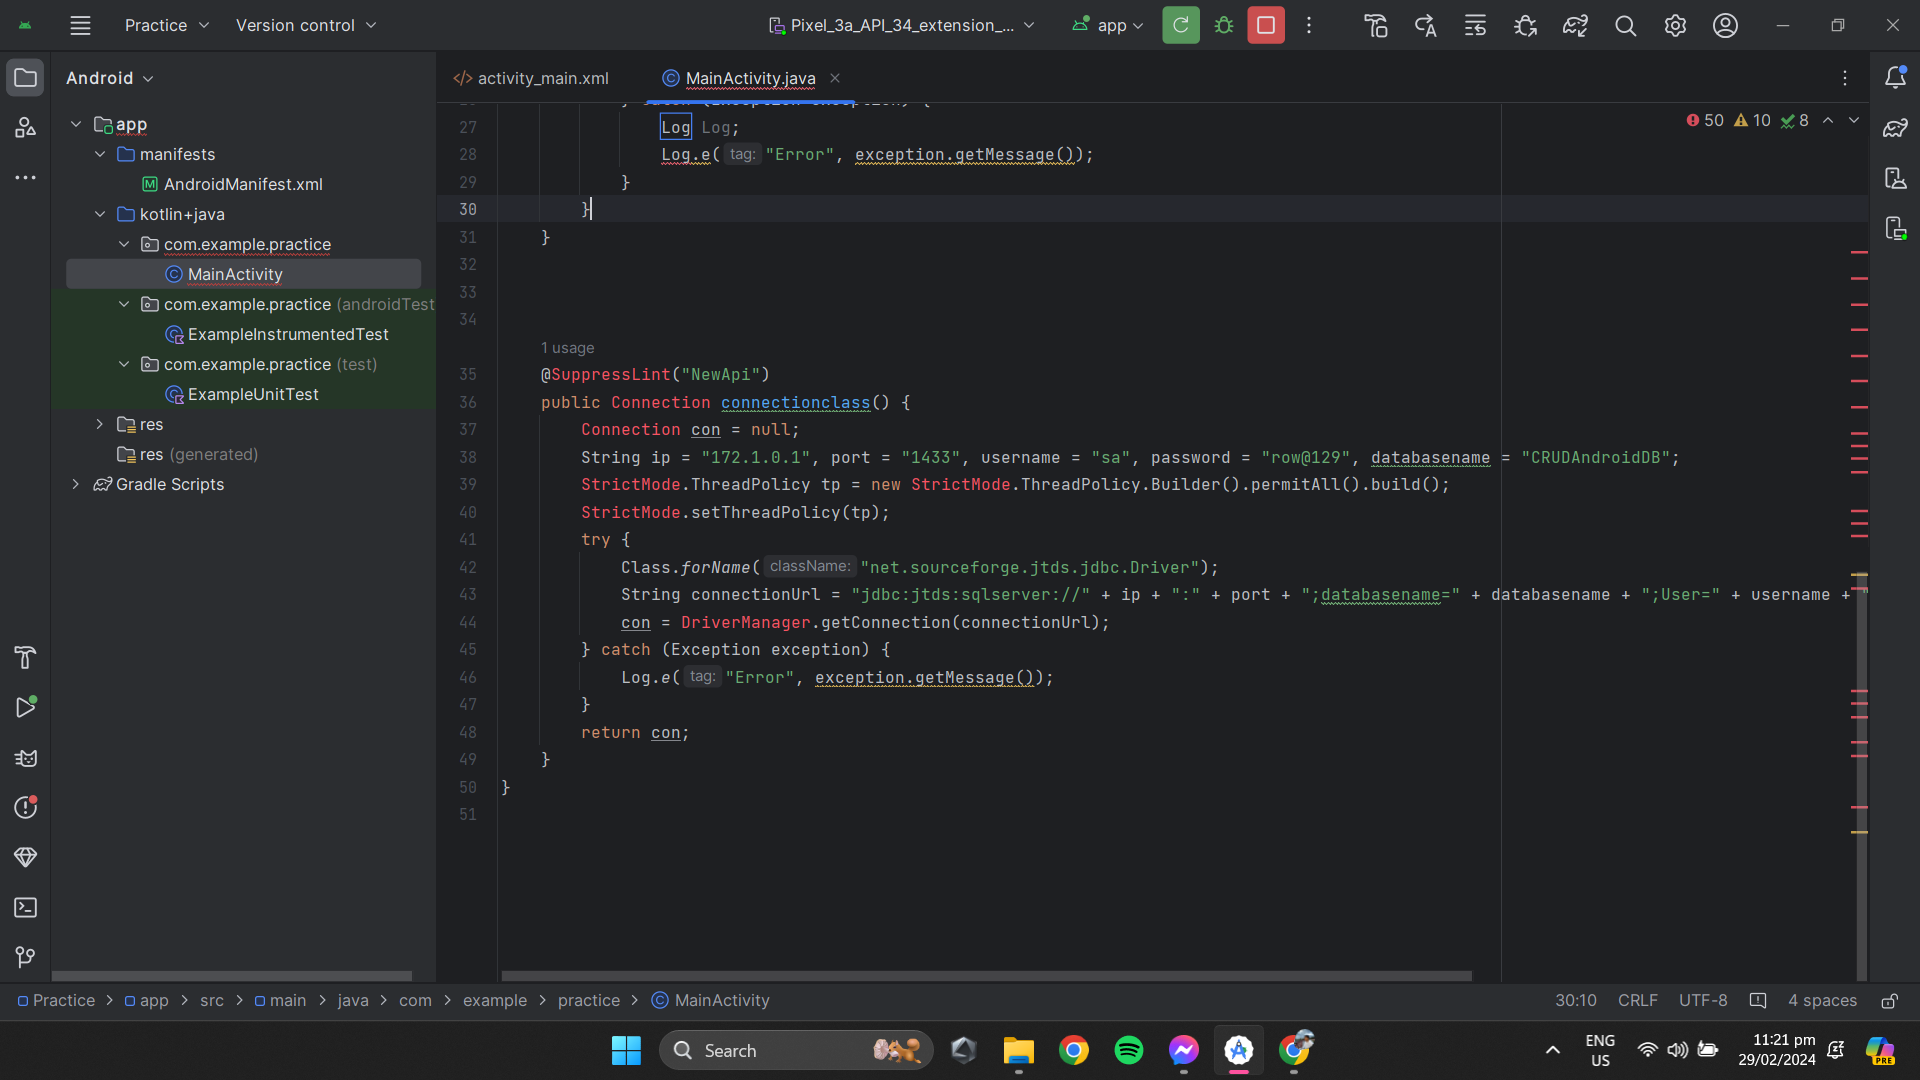 Practice
Version control
Pixel_3a_API_34_extension_...
app
Android
activity_main.xml
MainActivity.java
app
manifests
AndroidManifest.xml
kotlin+java
com.example.practice
MainActivity
com.example.practice (androidTest
ExampleInstrumentedTest
com.example.practice (test)
ExampleUnitTest
res
res (generated)
Gradle Scripts
50 10 8
27 Log Log;
28 Log.e( tag: "Error", exception.getMessage());
29 }
30 }
31 }
32
33
34
1 usage
35 @SuppressLint("NewApi")
36 public Connection connectionclass() {
37 Connection con = null;
38 String ip = "172.1.0.1", port = "1433", username = "sa", password = "row@129", databasename = "CRUDAndroidDB";
39 StrictMode.ThreadPolicy tp = new StrictMode.ThreadPolicy.Builder().permitAll().build();
40 StrictMode.setThreadPolicy(tp);
41 try {
42 Class.forName( className: "net.sourceforge.jtds.jdbc.Driver");
43 String connectionUrl = "jdbc:jtds:sqlserver://" + ip + ":" + port + ";databasename=" + databasename + ";User=" + username + "
44 con = DriverManager.getConnection(connectionUrl);
45 } catch (Exception exception) {
46 Log.e( tag: "Error", exception.getMessage());
47 }
48 return con;
49 }
50 }
51
Practice > app > src > main > java > com > example > practice > MainActivity
30:10 CRLF UTF-8 4 spaces
Search
ENG
US
11:21 pm
29/02/2024
PRE